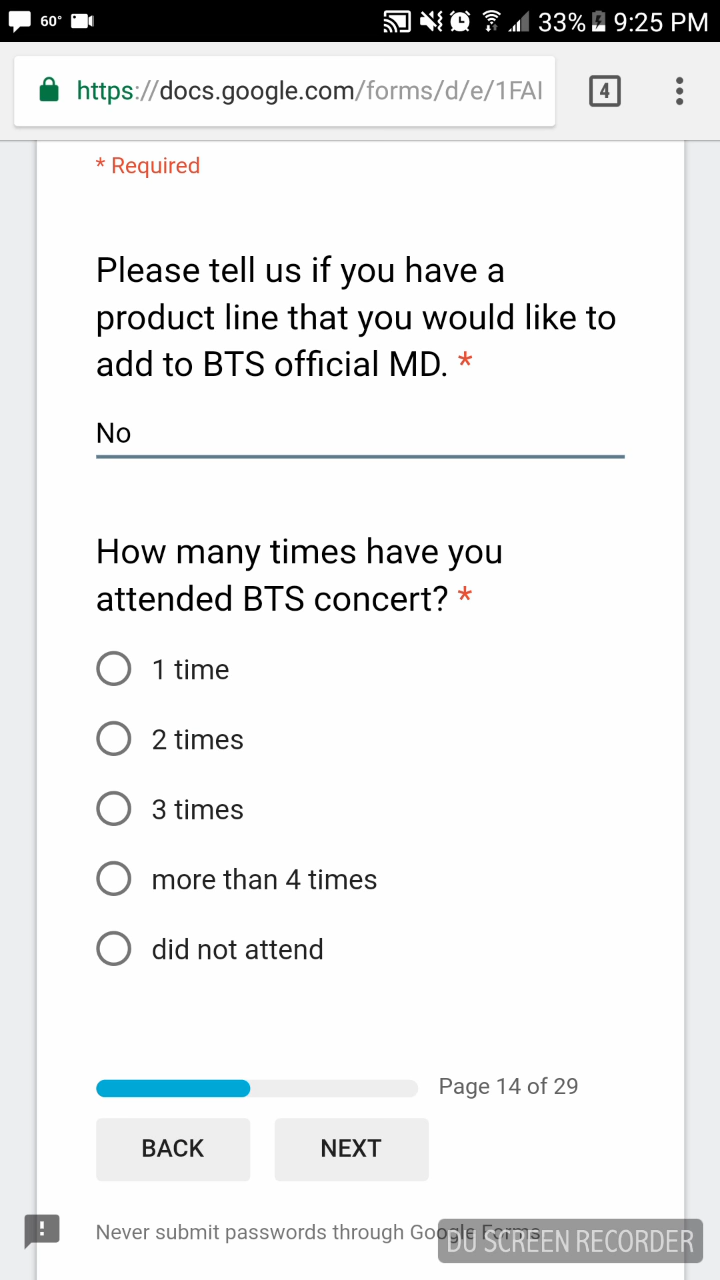 60° 33% 9:25 PM
https://docs.google.com/forms/d/e/1FAI 4
* Required
Please tell us if you have a
product line that you would like to
add to BTS official MD. *
No
How many times have you
attended BTS concert? *
1 time
2 times
3 times
more than 4 times
did not attend
Page 14 of 29
BACK NEXT
Never submit passwords through Google Forms.
DU SCREEN RECORDER